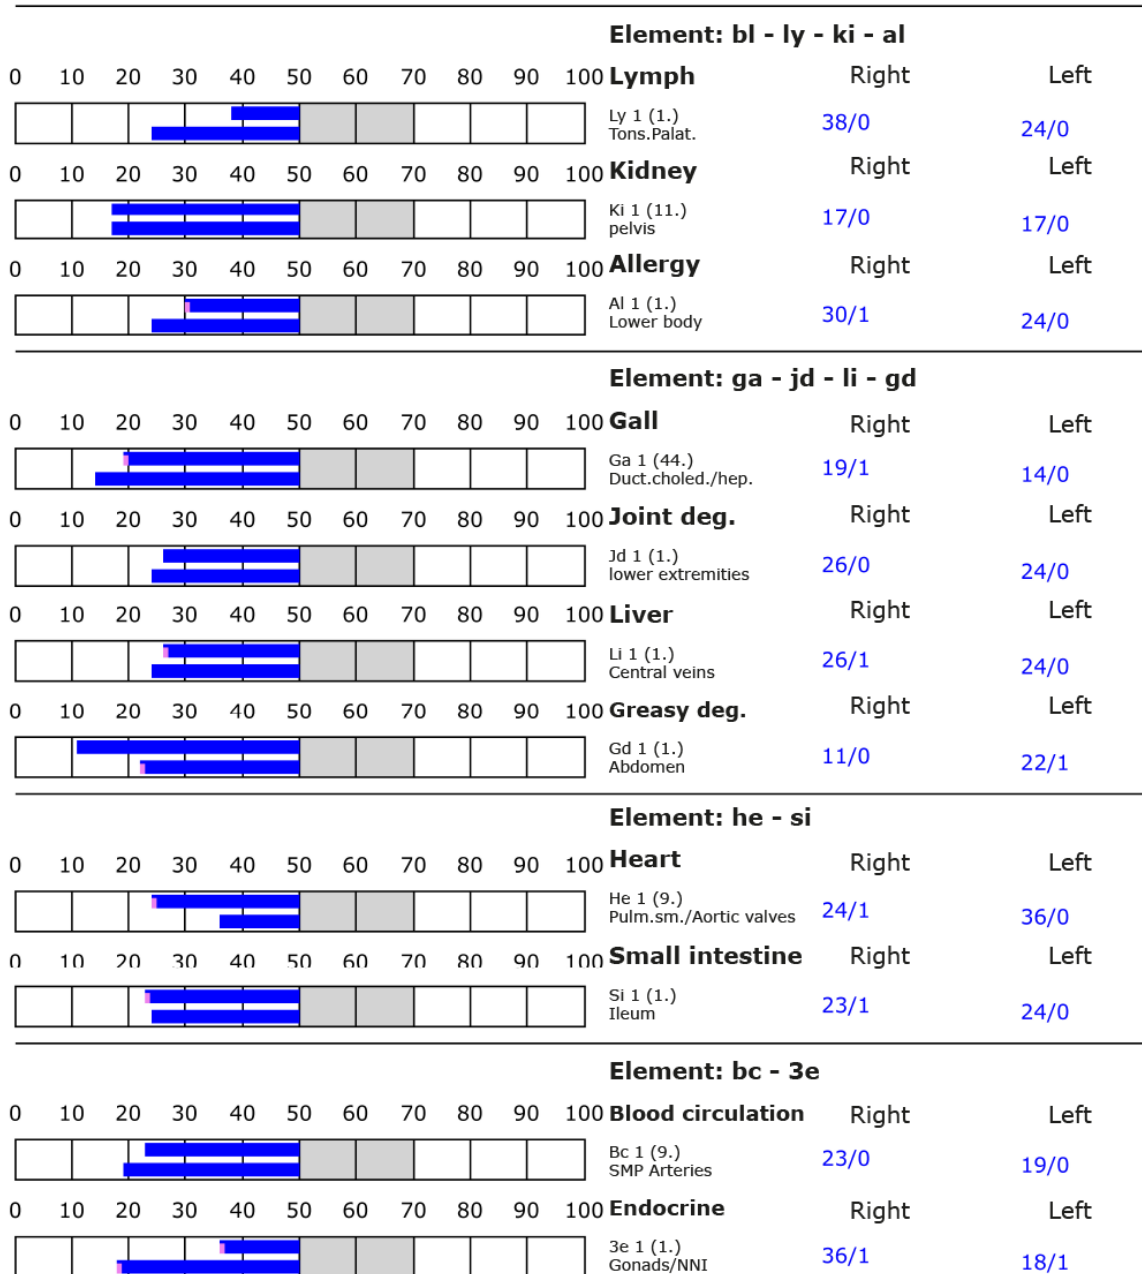 Element: bl - ly - ki - al
0 10 20 30 40 50 60 70 80 90 100 Lymph Right Left
Ly 1 (1.) 38/0 24/0
Tons.Palat.
0 10 20 30 40 50 60 70 80 90 100 Kidney Right Left
Ki 1 (11.) 17/0 17/0
pelvis
0 10 20 30 40 50 60 70 80 90 100 Allergy Right Left
Al 1 (1.) 30/1 24/0
Lower body
Element: ga - jd - li - gd
0 10 20 30 40 50 60 70 80 90 100 Gall Right Left
Ga 1 (44.) 19/1 14/0
Duct.choled./hep.
0 10 20 30 40 50 60 70 80 90 100 Joint deg. Right Left
Jd 1 (1.) 26/0 24/0
lower extremities
0 10 20 30 40 50 60 70 80 90 100 Liver Right Left
Li 1 (1.) 26/1 24/0
Central veins
0 10 20 30 40 50 60 70 80 90 100 Greasy deg. Right Left
Gd 1 (1.) 11/0 22/1
Abdomen
Element: he - si
0 10 20 30 40 50 60 70 80 90 100 Heart Right Left
He 1 (9.) 24/1 36/0
Pulm.sm./Aortic valves
0 10 20 30 40 50 60 70 80 90 100 Small intestine Right Left
Si 1 (1.) 23/1 24/0
Ileum
Element: bc - 3e
0 10 20 30 40 50 60 70 80 90 100 Blood circulation Right Left
Bc 1 (9.) 23/0 19/0
SMP Arteries
0 10 20 30 40 50 60 70 80 90 100 Endocrine Right Left
3e 1 (1.) 36/1 18/1
Gonads/NNI